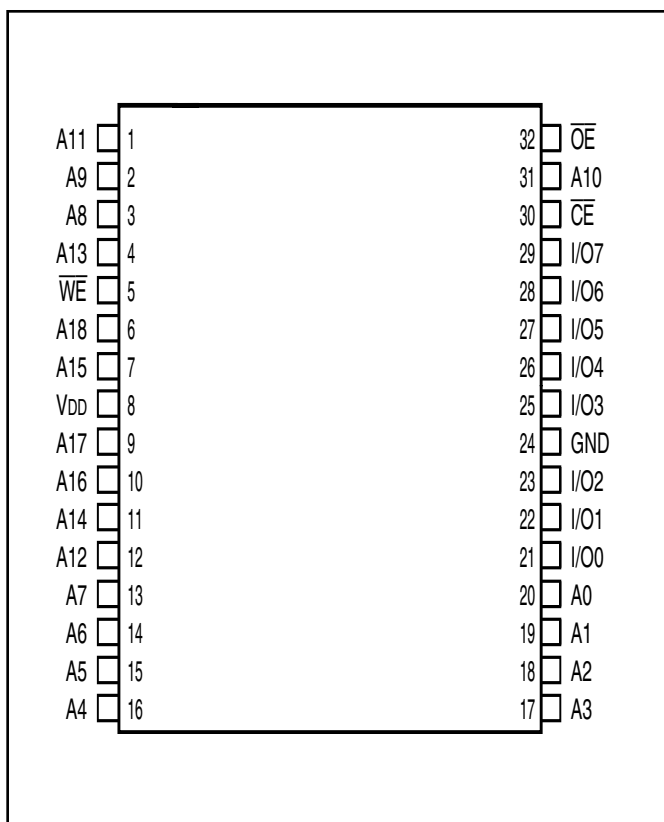 A11 1 32 O̅E̅
A9 2 31 A10
A8 3 30 C̅E̅
A13 4 29 I/O7
W̅E̅ 5 28 I/O6
A18 6 27 I/O5
A15 7 26 I/O4
VDD 8 25 I/O3
A17 9 24 GND
A16 10 23 I/O2
A14 11 22 I/O1
A12 12 21 I/O0
A7 13 20 A0
A6 14 19 A1
A5 15 18 A2
A4 16 17 A3